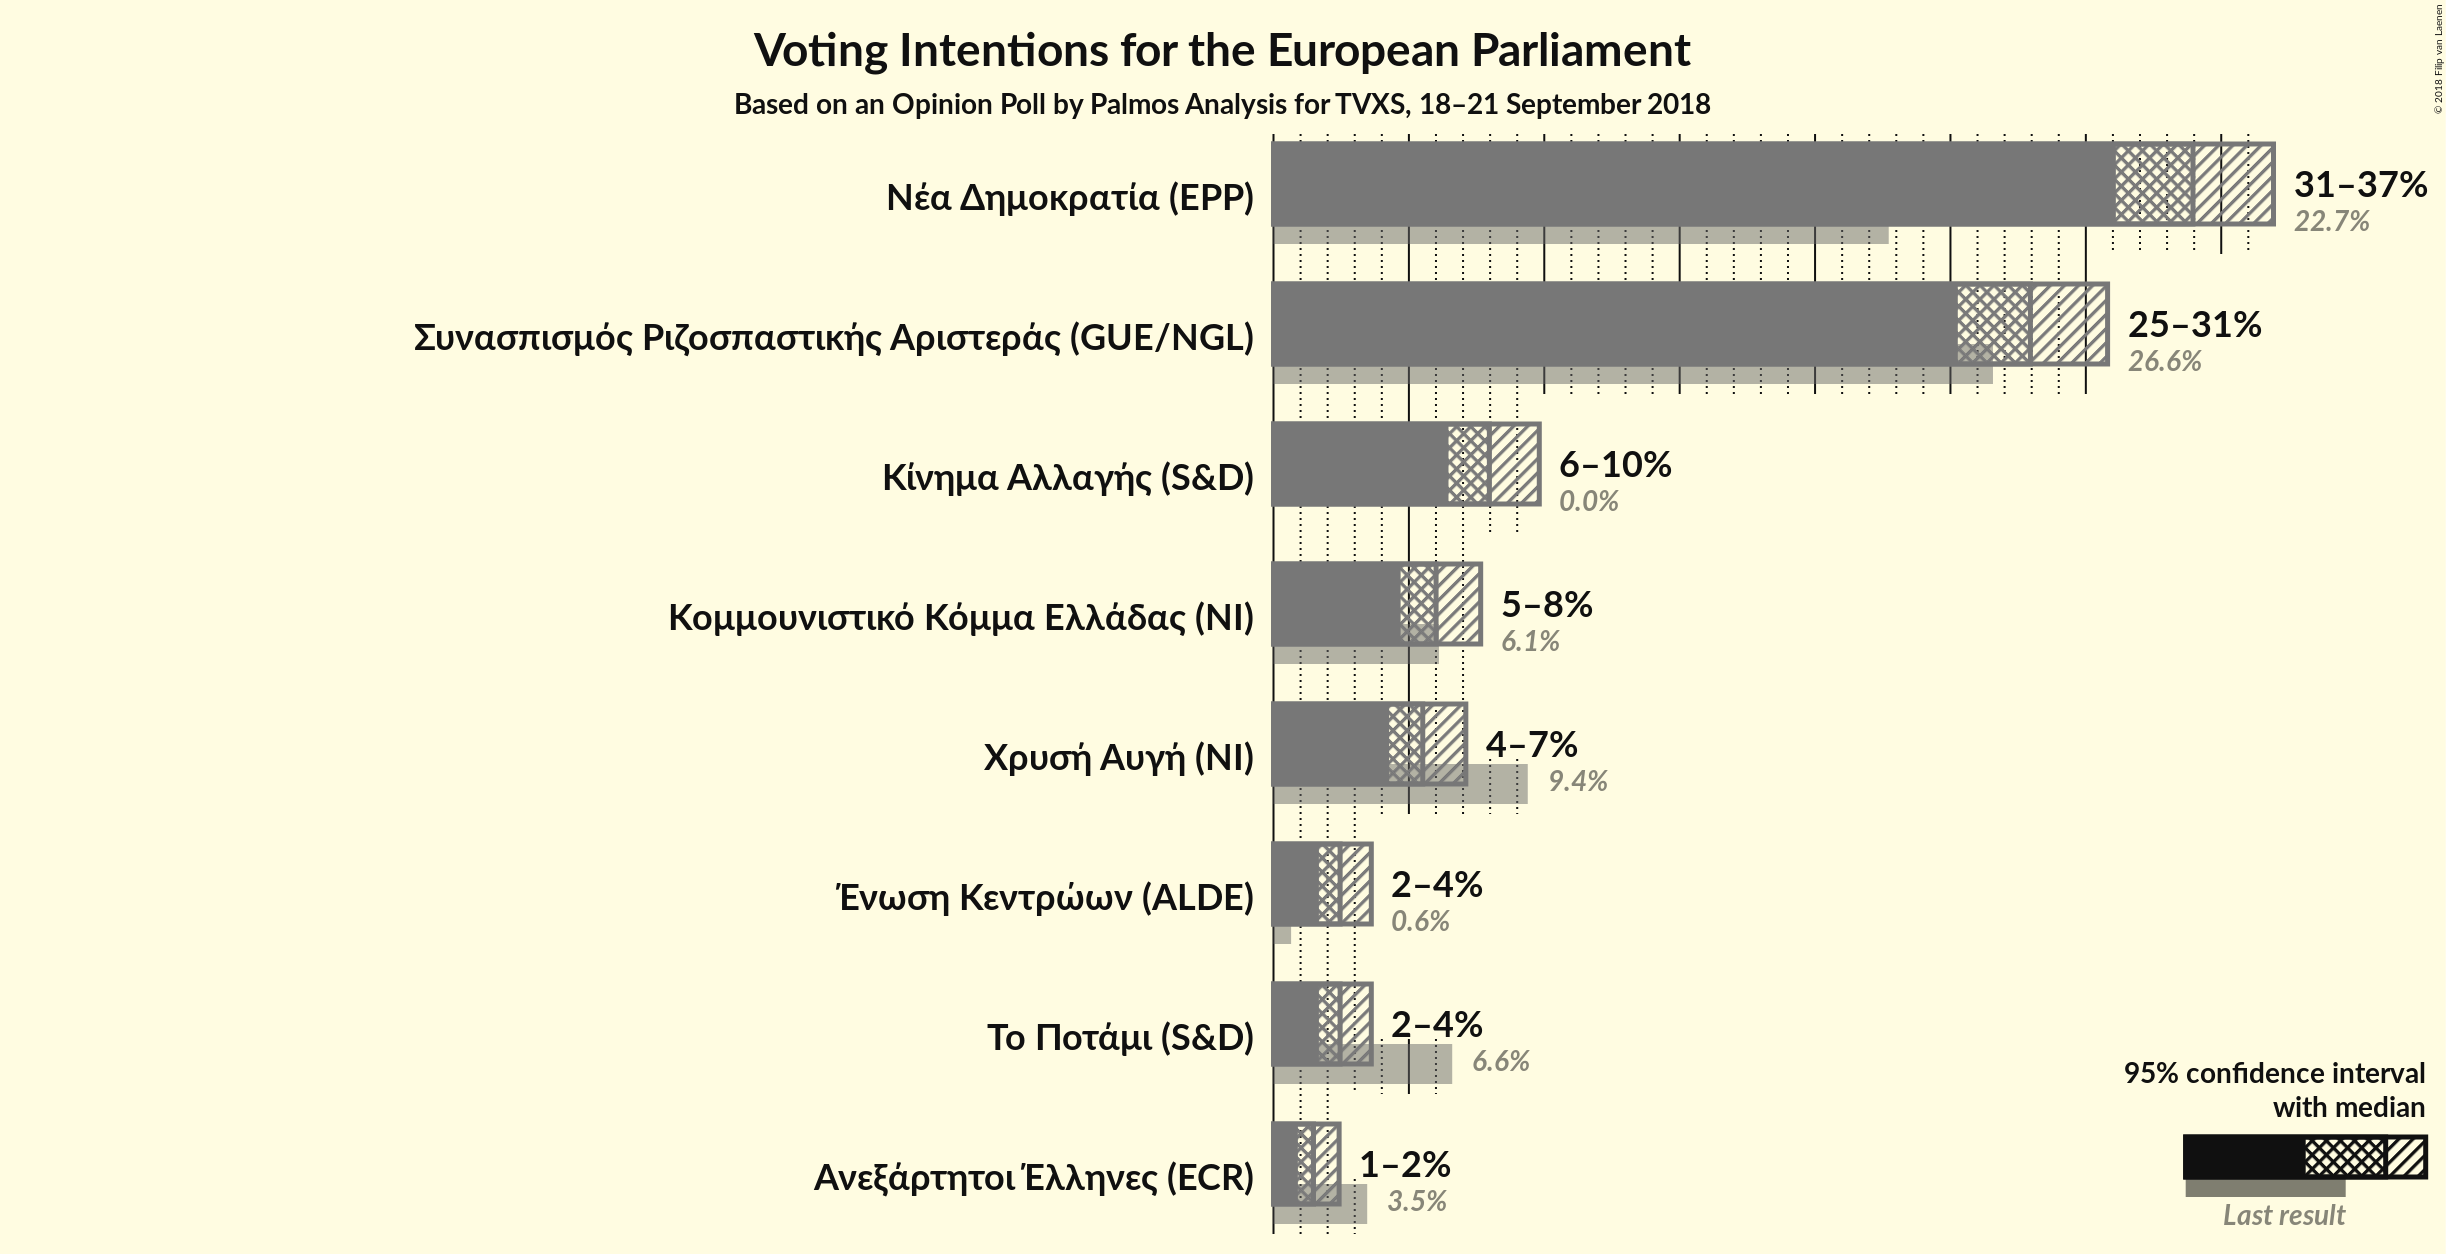 Voting Intentions for the European Parliament
Based on an Opinion Poll by Palmos Analysis for TVXS, 18–21 September 2018
© 2018 Filip van Laenen
Νέα Δημοκρατία (EPP)
31–37%
22.7%
Συνασπισμός Ριζοσπαστικής Αριστεράς (GUE/NGL)
25–31%
26.6%
Κίνημα Αλλαγής (S&D)
6–10%
0.0%
Κομμουνιστικό Κόμμα Ελλάδας (NI)
5–8%
6.1%
Χρυσή Αυγή (NI)
4–7%
9.4%
Ένωση Κεντρώων (ALDE)
2–4%
0.6%
Το Ποτάμι (S&D)
2–4%
6.6%
Ανεξάρτητοι Έλληνες (ECR)
1–2%
3.5%
95% confidence interval
with median
Last result